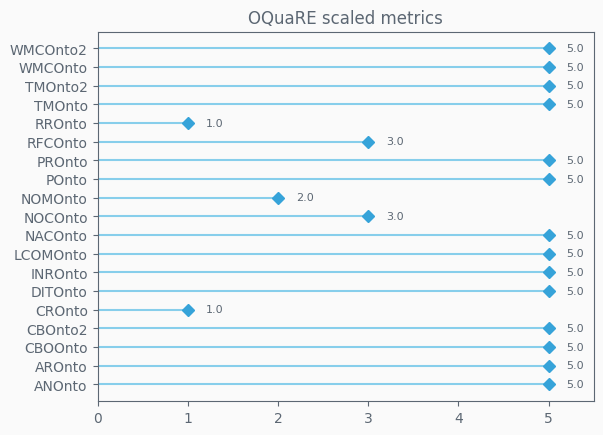 OQuaRE scaled metrics
WMCOnto2 5.0
WMCOnto 5.0
TMOnto2 5.0
TMOnto 5.0
RROnto 1.0
RFCOnto 3.0
PROnto 5.0
POnto 5.0
NOMOnto 2.0
NOCOnto 3.0
NACOnto 5.0
LCOMOnto 5.0
INROnto 5.0
DITOnto 5.0
CROnto 1.0
CBOnto2 5.0
CBOOnto 5.0
AROnto 5.0
ANOnto 5.0
0 1 2 3 4 5